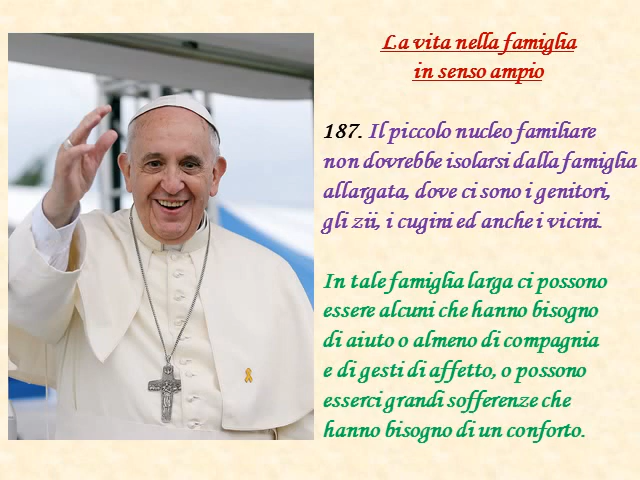 La vita nella famiglia
in senso ampio
187. Il piccolo nucleo familiare
non dovrebbe isolarsi dalla famiglia
allargata, dove ci sono i genitori,
gli zii, i cugini ed anche i vicini.
In tale famiglia larga ci possono
essere alcuni che hanno bisogno
di aiuto o almeno di compagnia
e di gesti di affetto, o possono
esserci grandi sofferenze che
hanno bisogno di un conforto.